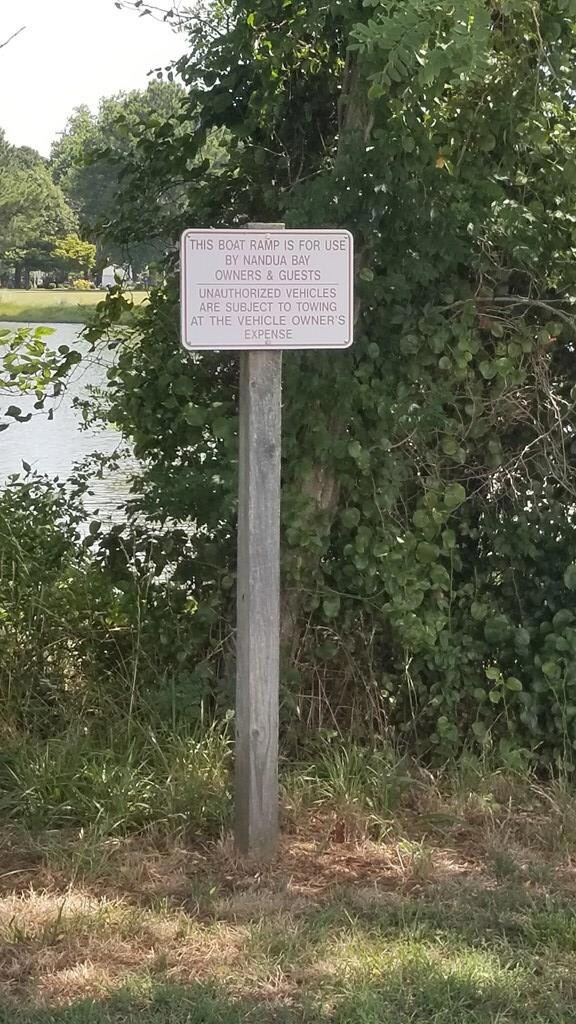 THIS BOAT RAMP IS FOR USE
BY NANDUA BAY
OWNERS & GUESTS
UNAUTHORIZED VEHICLES
ARE SUBJECT TO TOWING
AT THE VEHICLE OWNER'S
EXPENSE